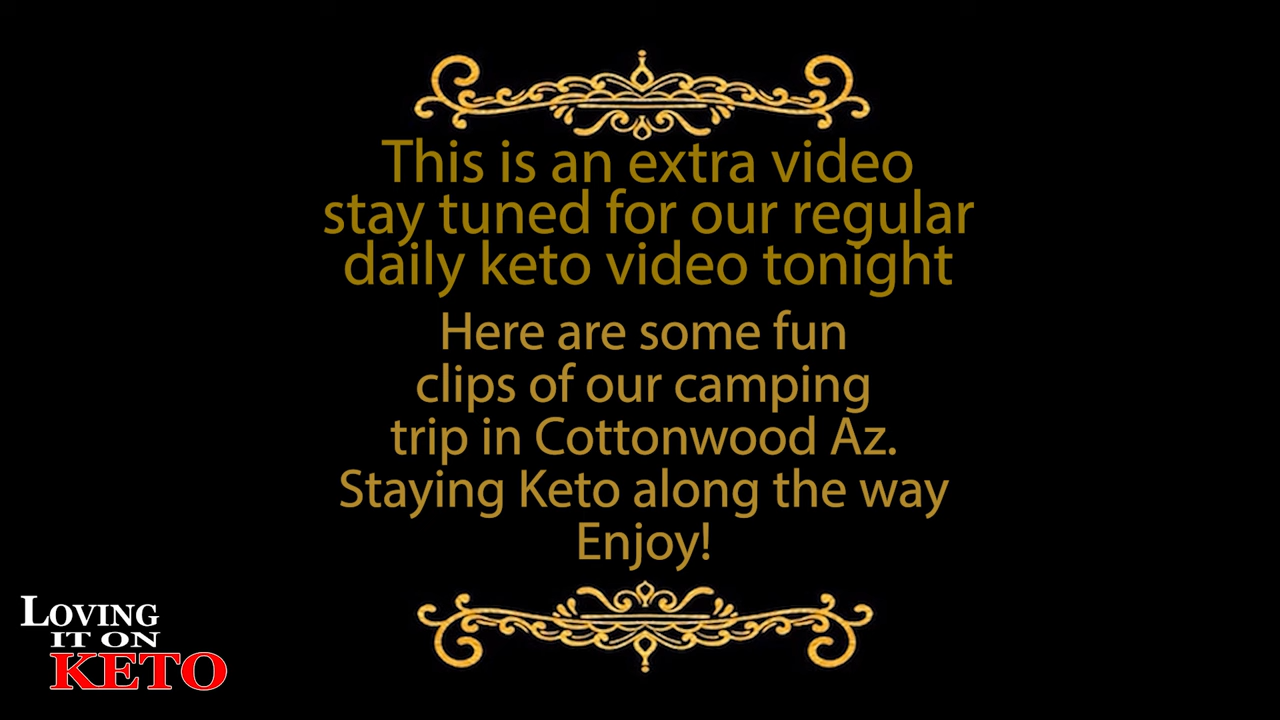 This is an extra video
stay tuned for our regular
daily keto video tonight
Here are some fun
clips of our camping
trip in Cottonwood Az.
Staying Keto along the way
Enjoy!
LOVING
IT ON
KETO